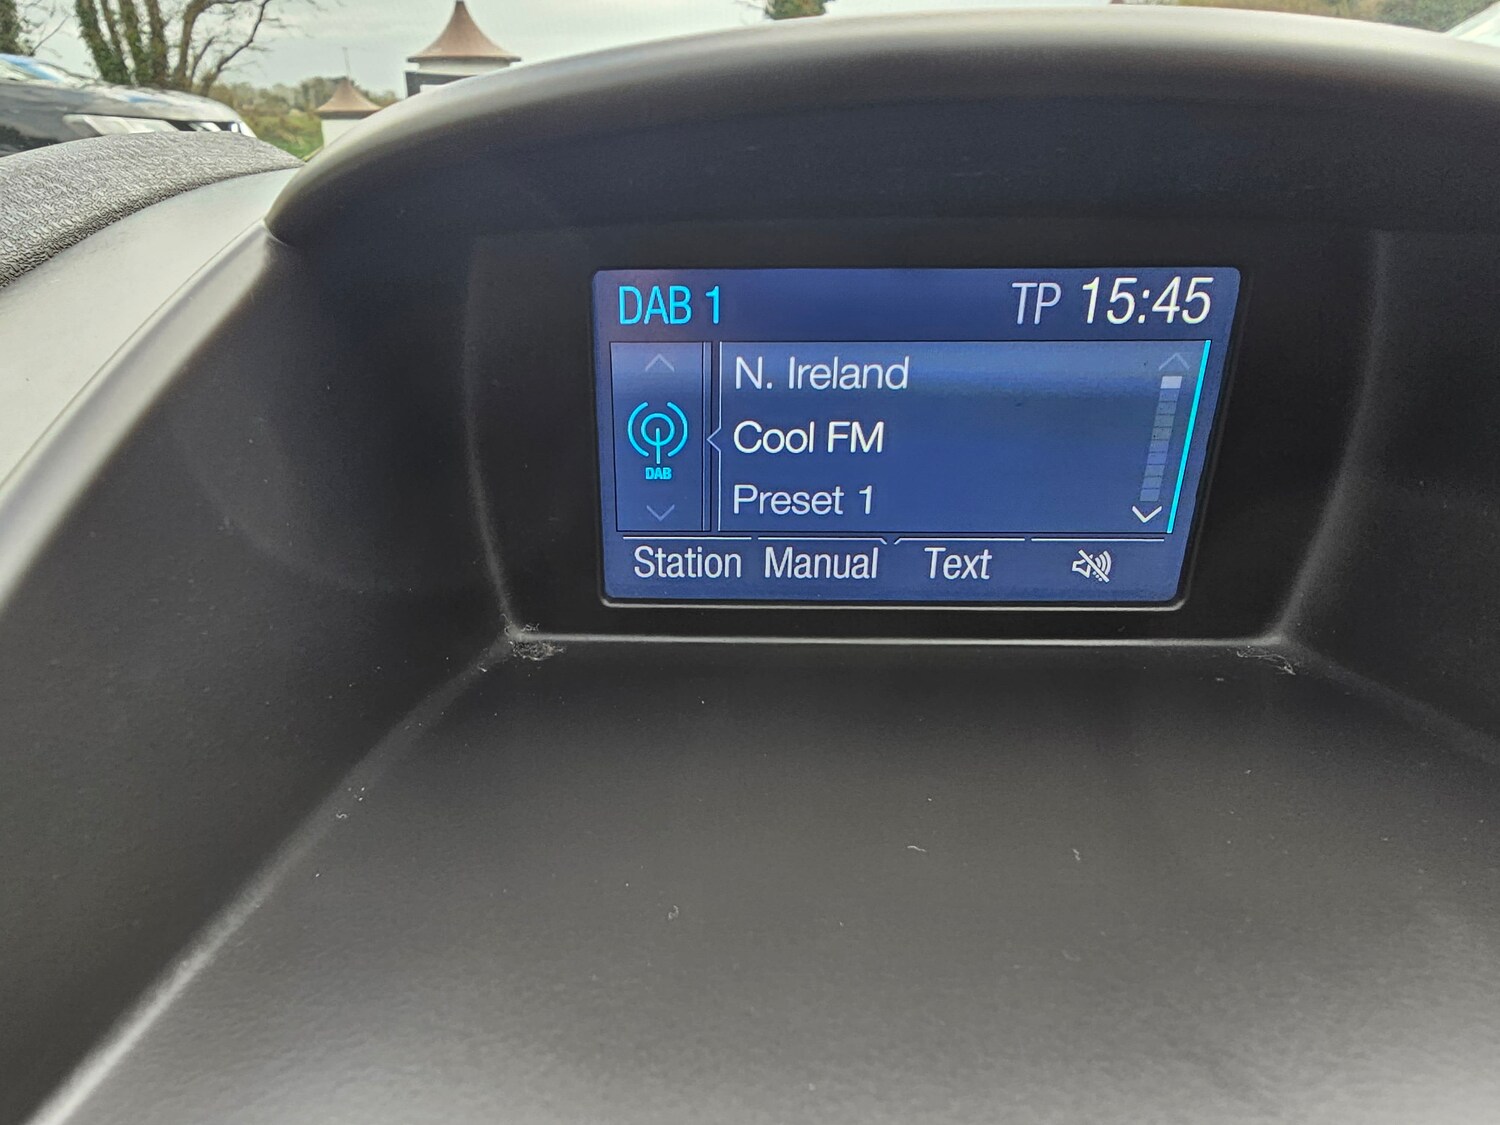 DAB 1 TP 15:45
N. Ireland
Cool FM
DAB
Preset 1
Station Manual Text